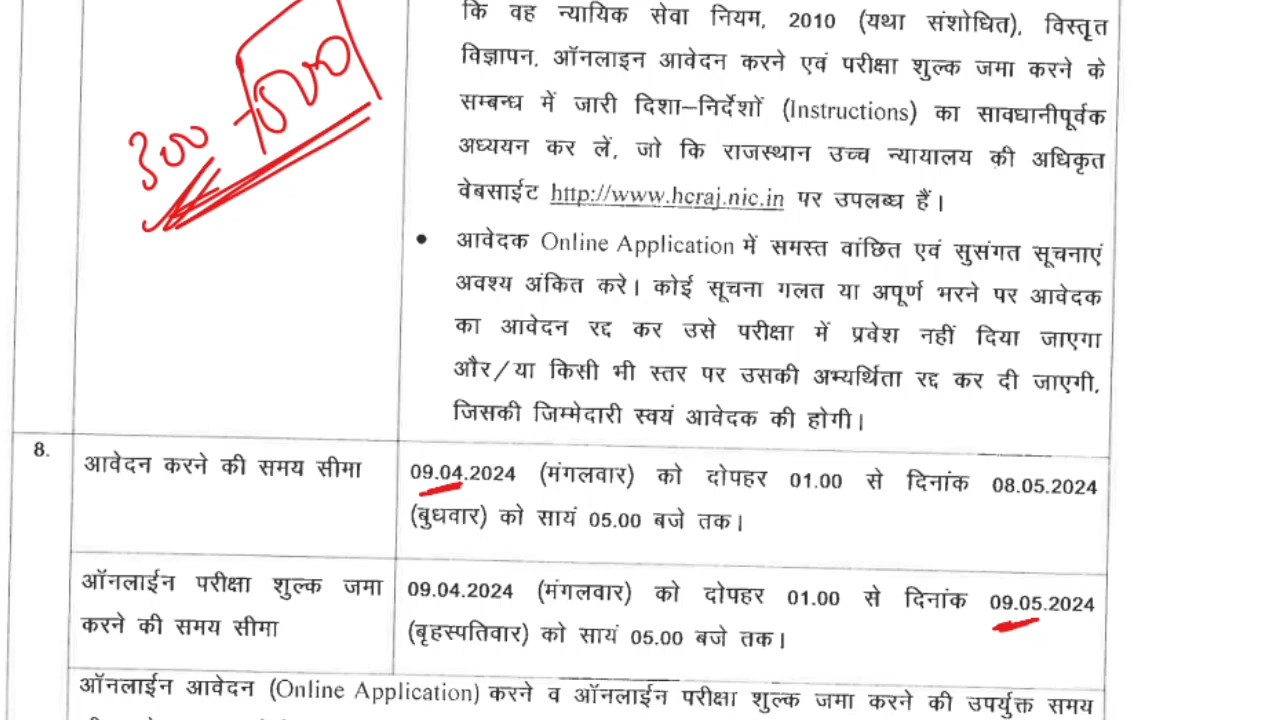 कि वह न्यायिक सेवा नियम, 2010 (यथा संशोधित), विस्तृत
विज्ञापन, ऑनलाइन आवेदन करने एवं परीक्षा शुल्क जमा करने के
सम्बन्ध में जारी दिशा–निर्देशों (Instructions) का सावधानीपूर्वक
अध्ययन कर लें, जो कि राजस्थान उच्च न्यायालय की अधिकृत
वेबसाईट http://www.hcraj.nic.in पर उपलब्ध हैं।
300
• आवेदक Online Application में समस्त वांछित एवं सुसंगत सूचनाएं
अवश्य अंकित करे। कोई सूचना गलत या अपूर्ण भरने पर आवेदक
का आवेदन रद्द कर उसे परीक्षा में प्रवेश नहीं दिया जाएगा
और/या किसी भी स्तर पर उसकी अभ्यर्थिता रद्द कर दी जाएगी,
जिसकी जिम्मेदारी स्वयं आवेदक की होगी।
8.
आवेदन करने की समय सीमा
09.04.2024 (मंगलवार) को दोपहर 01.00 से दिनांक 08.05.2024
(बुधवार) को सायं 05.00 बजे तक।
ऑनलाईन परीक्षा शुल्क जमा
करने की समय सीमा
09.04.2024 (मंगलवार) को दोपहर 01.00 से दिनांक 09.05.2024
(बृहस्पतिवार) को सायं 05.00 बजे तक।
ऑनलाईन आवेदन (Online Application) करने व ऑनलाईन परीक्षा शुल्क जमा करने की उपर्युक्त समय